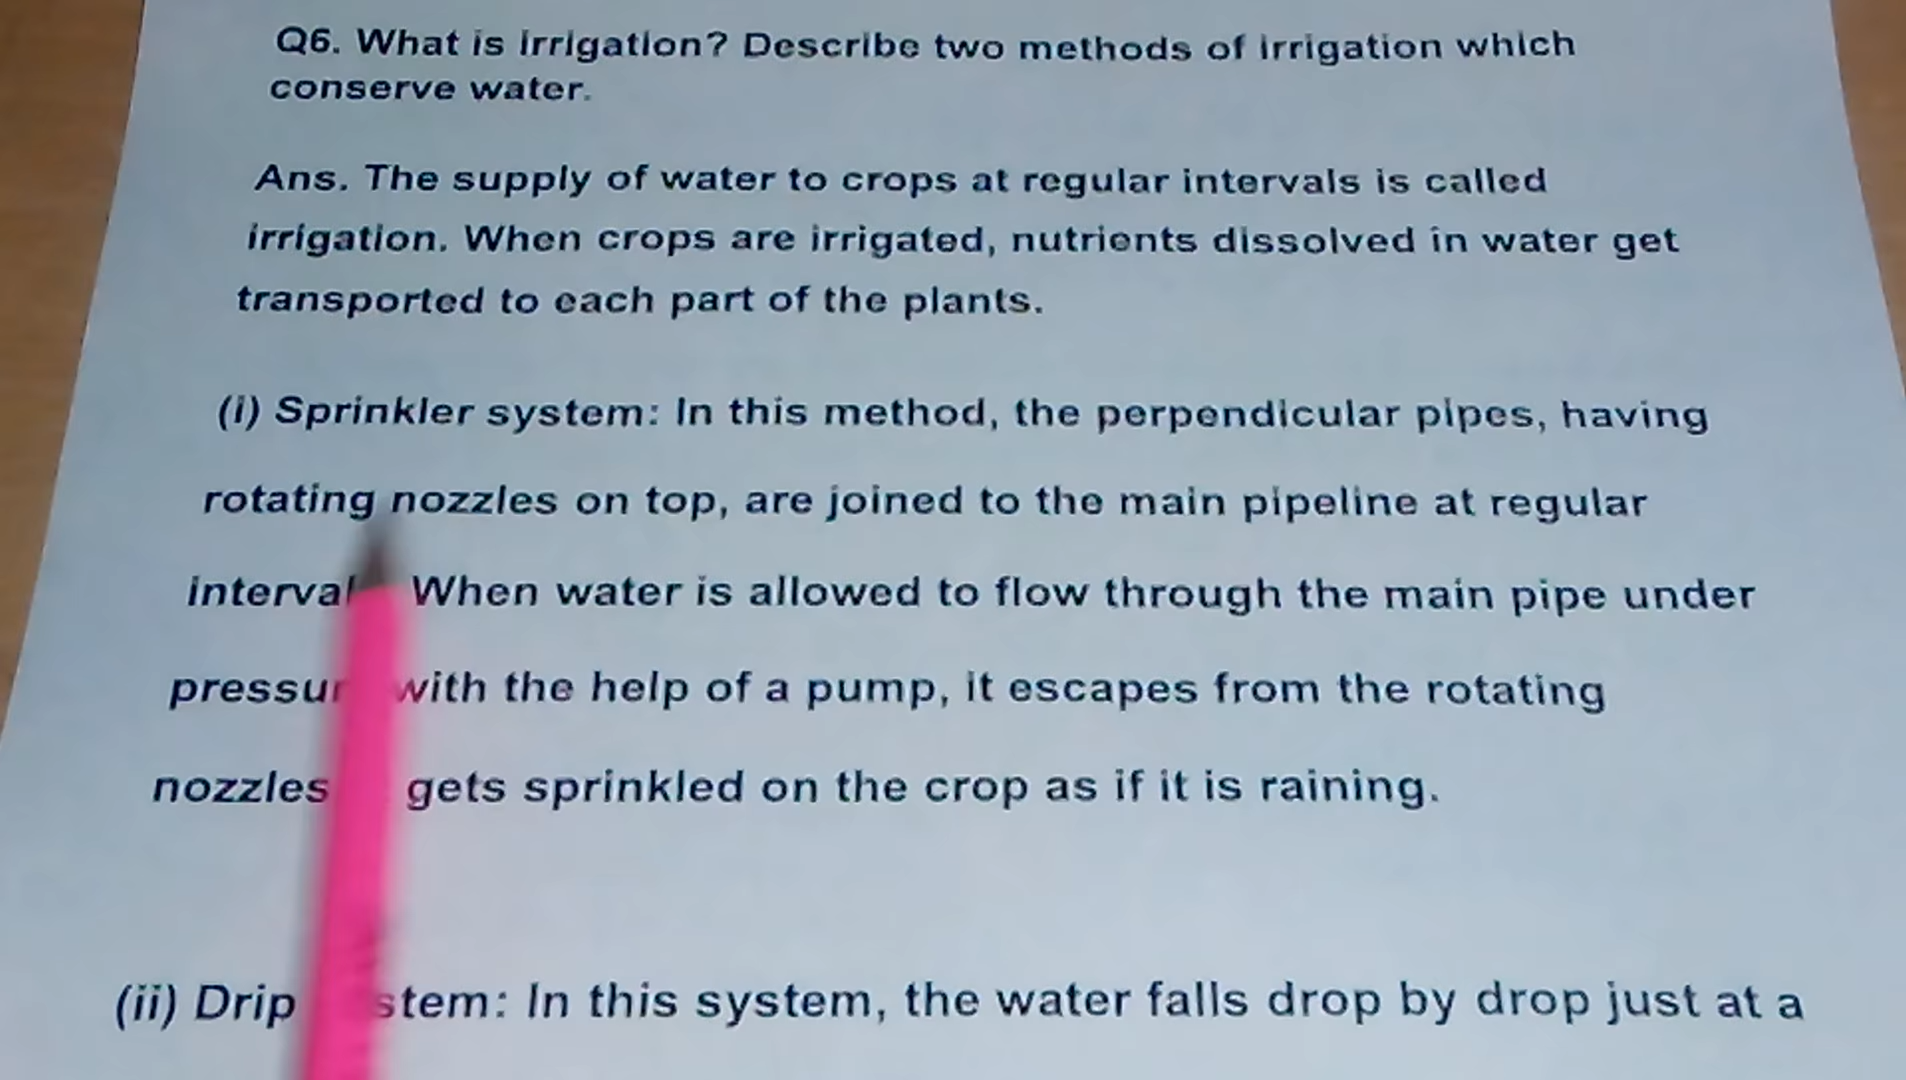 Q6. What is irrigation? Describe two methods of irrigation which
conserve water.
Ans. The supply of water to crops at regular intervals is called
irrigation. When crops are irrigated, nutrients dissolved in water get
transported to each part of the plants.
(i) Sprinkler system: In this method, the perpendicular pipes, having
rotating nozzles on top, are joined to the main pipeline at regular
When water is allowed to flow through the main pipe under
with the help of a pump, it escapes from the rotating
nozzles gets sprinkled on the crop as if it is raining.
(ii) Drip In this system, the water falls drop by drop just at a